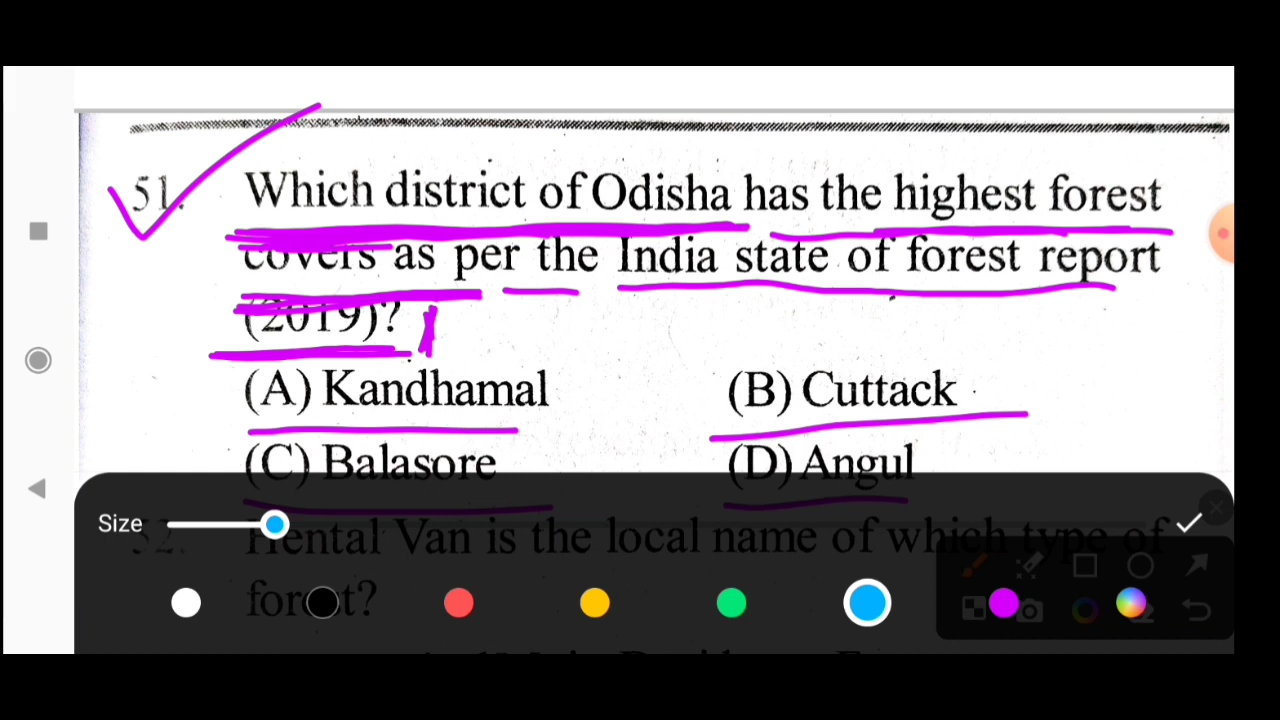 51. Which district of Odisha has the highest forest
covers as per the India state of forest report
(2019)?
(A) Kandhamal (B) Cuttack
(C) Balasore (D) Angul
Size
52. Hental Van is the local name of which type of
forest?